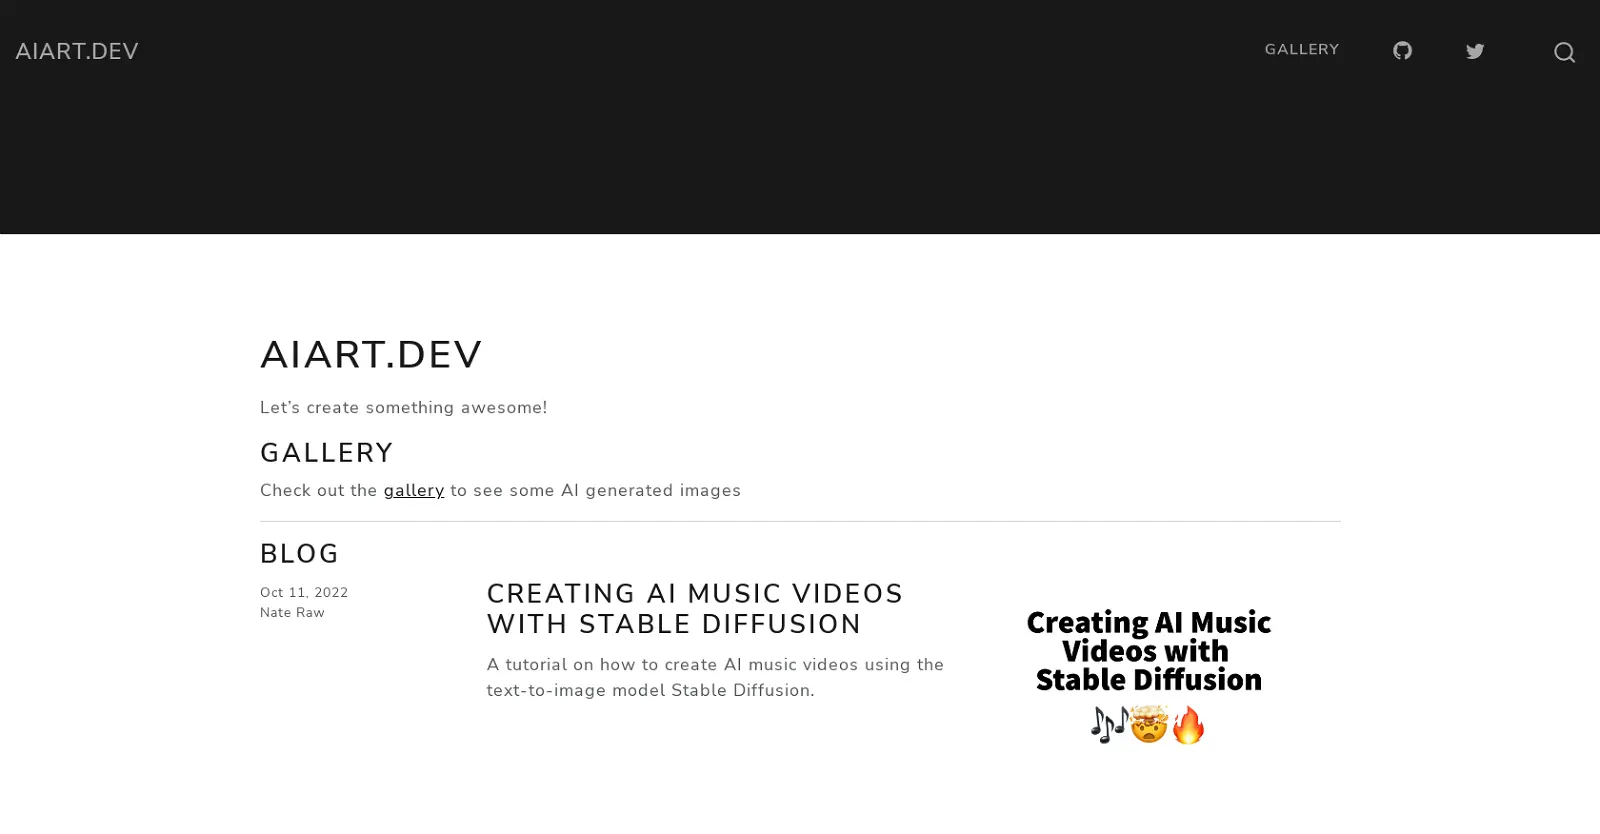 AIART.DEV
GALLERY
AIART.DEV
Let's create something awesome!
GALLERY
Check out the gallery to see some AI generated images
BLOG
Oct 11, 2022
Nate Raw
CREATING AI MUSIC VIDEOS
WITH STABLE DIFFUSION
A tutorial on how to create AI music videos using the
text-to-image model Stable Diffusion.
Creating AI Music
Videos with
Stable Diffusion